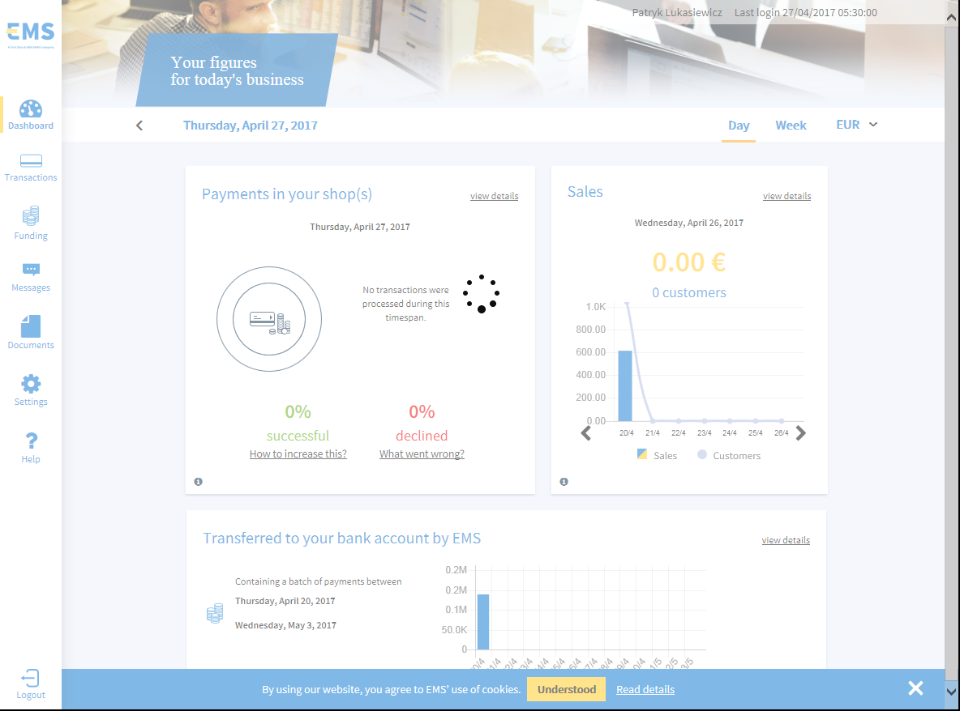 Patryk Lukasiewicz Last login 27/04/2017 05:30:00
EMS
Your figures
for today's business
Dashboard
Transactions
Funding
Messages
Documents
Settings
Help
Logout
Thursday, April 27, 2017
Day Week EUR
Payments in your shop(s)
view details
Thursday, April 27, 2017
No transactions were
processed during this
timespan.
0% 0%
successful declined
How to increase this? What went wrong?
Sales
view details
Wednesday, April 26, 2017
0.00 €
0 customers
1.0K
800.00
600.00
400.00
200.00
0.00
20/4 21/4 22/4 23/4 24/4 25/4 26/4
Sales Customers
Transferred to your bank account by EMS
view details
Containing a batch of payments between
Thursday, April 20, 2017
Wednesday, May 3, 2017
0.2M
0.2M
0.1M
50.0K
0
By using our website, you agree to EMS' use of cookies. Understood Read details